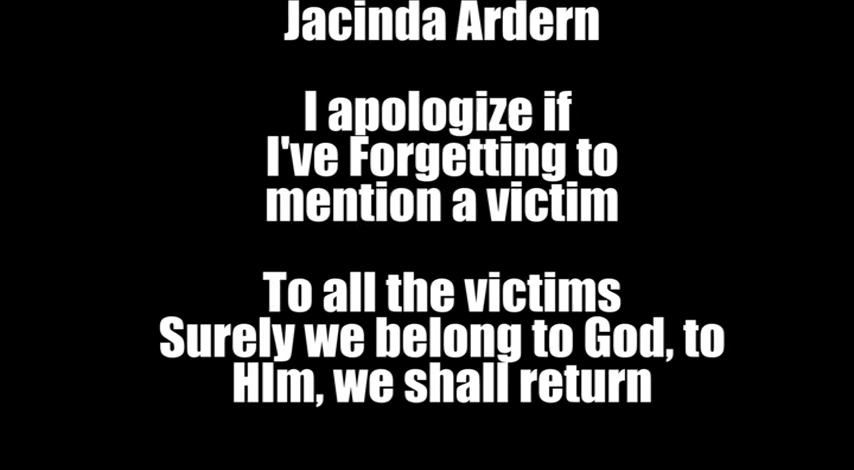 Jacinda Ardern
I apologize if
I've Forgetting to
mention a victim
To all the victims
Surely we belong to God, to
HIm, we shall return